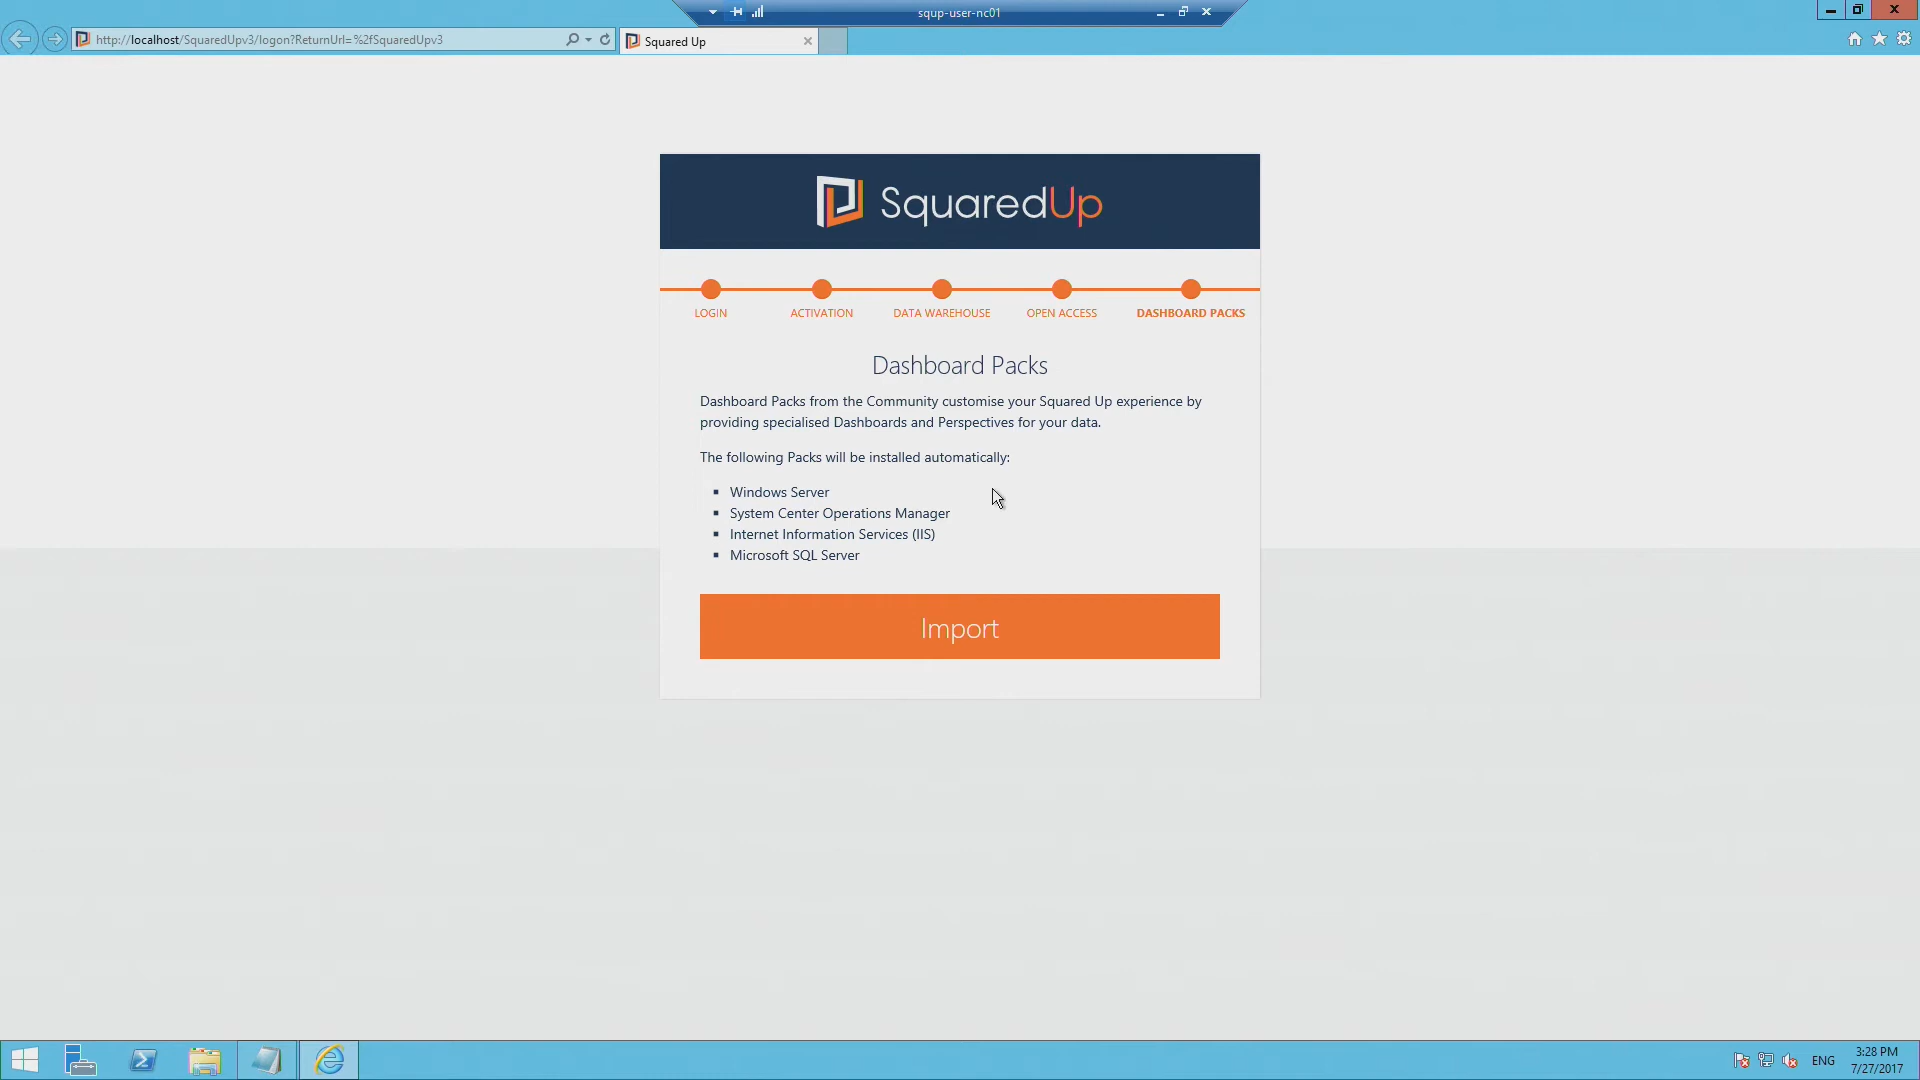 squp-user-nc01
http://localhost/SquaredUpv3/logon?ReturnUrl=%2fSquaredUpv3
Squared Up
SquaredUp
LOGIN
ACTIVATION
DATA WAREHOUSE
OPEN ACCESS
DASHBOARD PACKS
Dashboard Packs
Dashboard Packs from the Community customise your Squared Up experience by
providing specialised Dashboards and Perspectives for your data.
The following Packs will be installed automatically:
Windows Server
System Center Operations Manager
Internet Information Services (IIS)
Microsoft SQL Server
Import
ENG
3:28 PM
7/27/2017